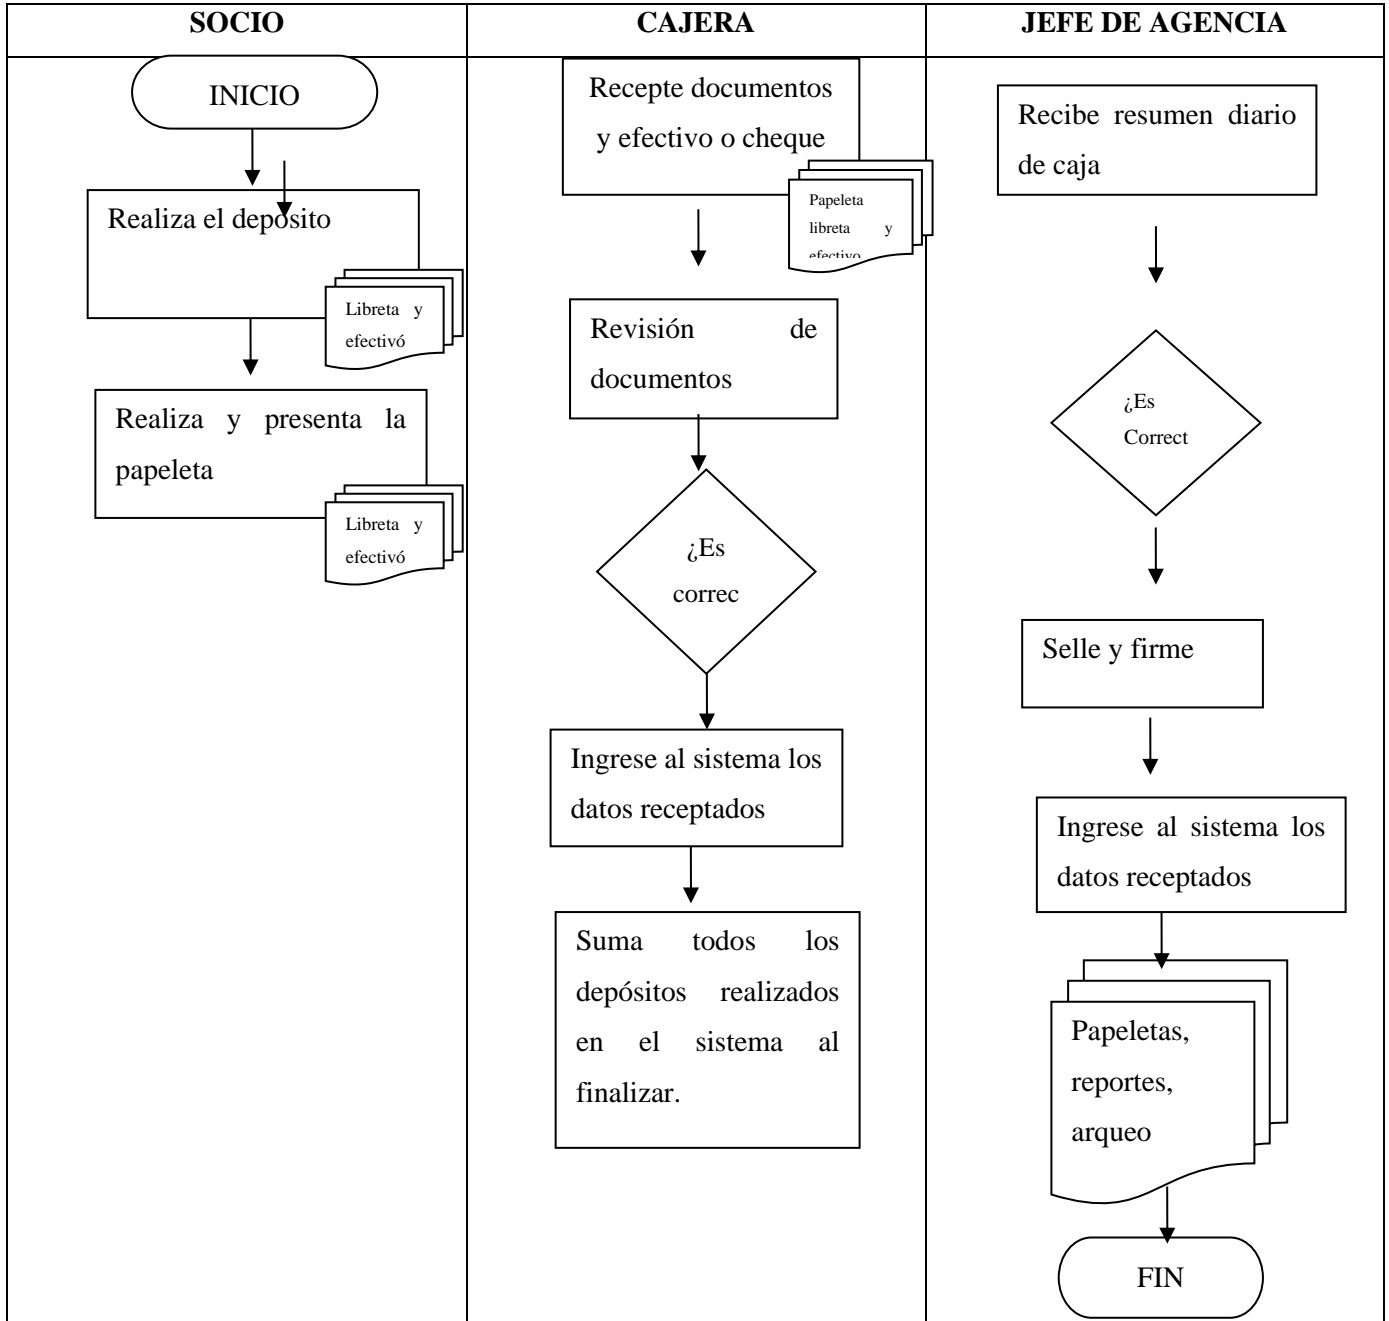 SOCIO
CAJERA
JEFE DE AGENCIA
INICIO
Realiza el deposito
Libreta y
efectivó
Realiza y presenta la
papeleta
Libreta y
efectivó
Recepte documentos
y efectivo o cheque
Papeleta
libreta y
efectivo
Revisión de
documentos
¿Es
correc
Ingrese al sistema los
datos receptados
Suma todos los
depósitos realizados
en el sistema al
finalizar.
Recibe resumen diario
de caja
¿Es
Correct
Selle y firme
Ingrese al sistema los
datos receptados
Papeletas,
reportes,
arqueo
FIN